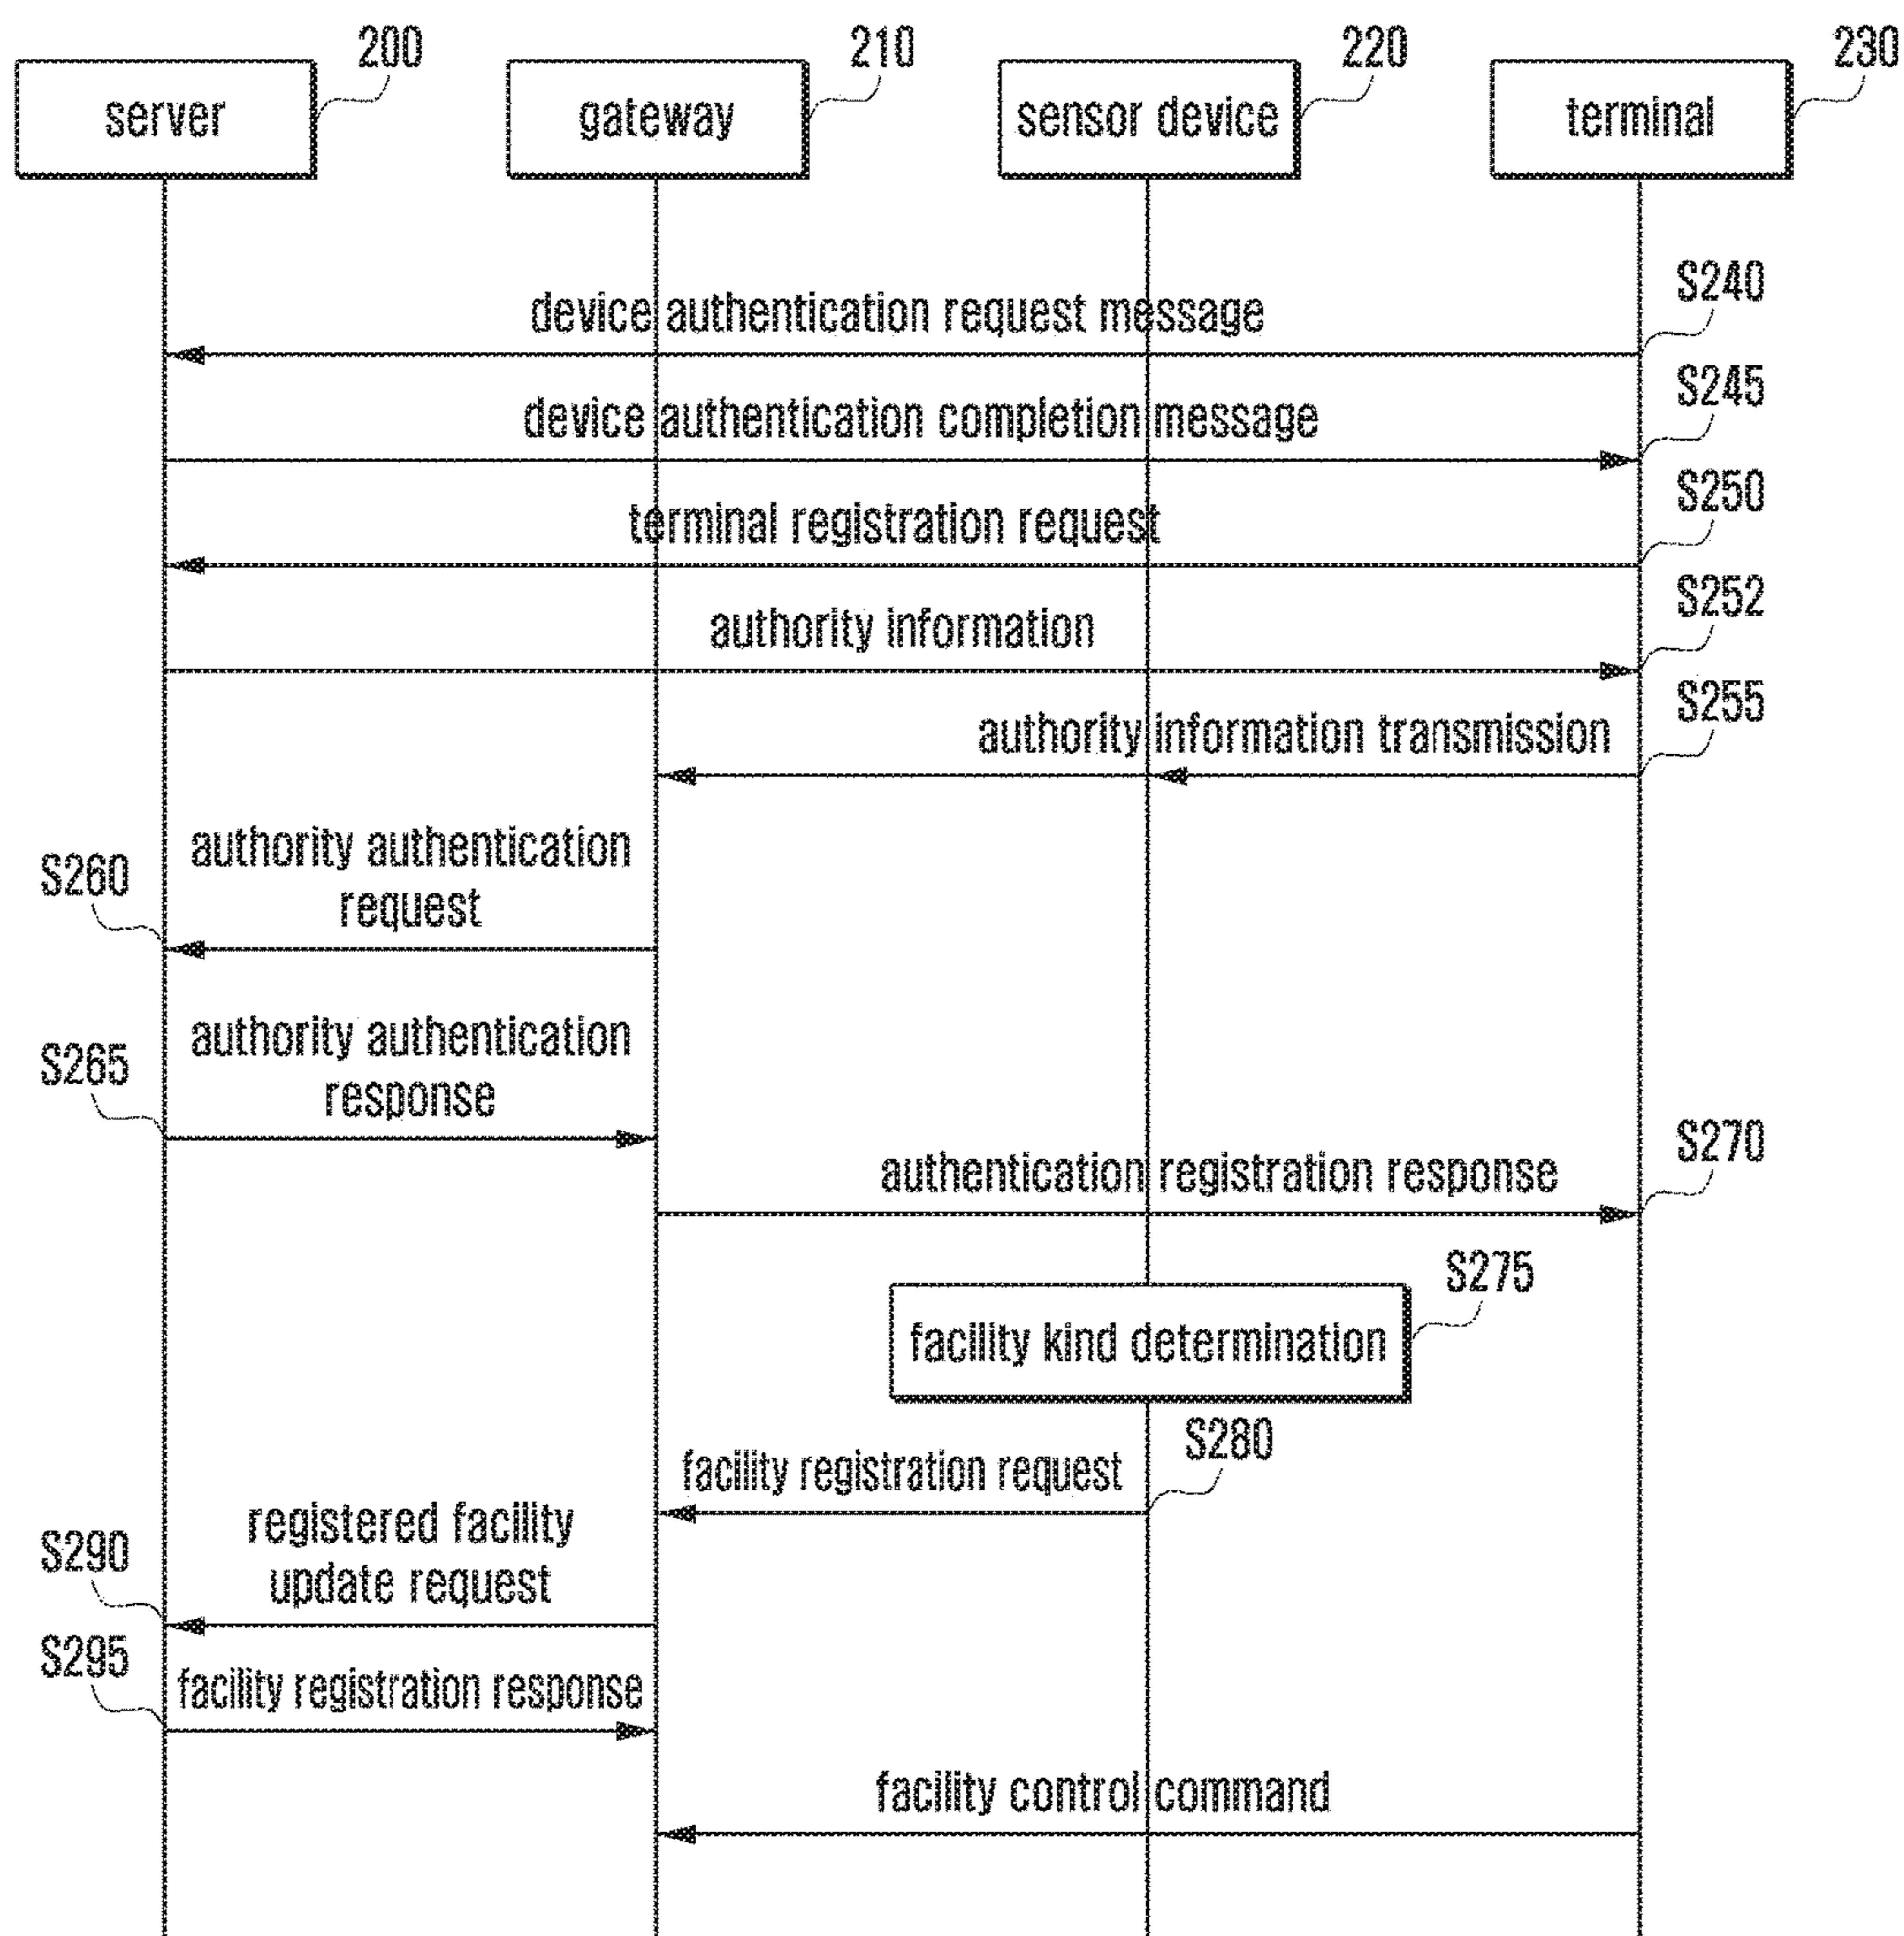 200
210
220
230
server
gateway
sensor device
terminal
S240
device authentication request message
S245
device authentication completion message
S250
terminal registration request
S252
authority information
S255
authority information transmission
authority authentication
request
S260
authority authentication
response
S265
S270
authentication registration response
S275
facility kind determination
S280
facility registration request
registered facility
update request
S290
S295
facility registration response
facility control command